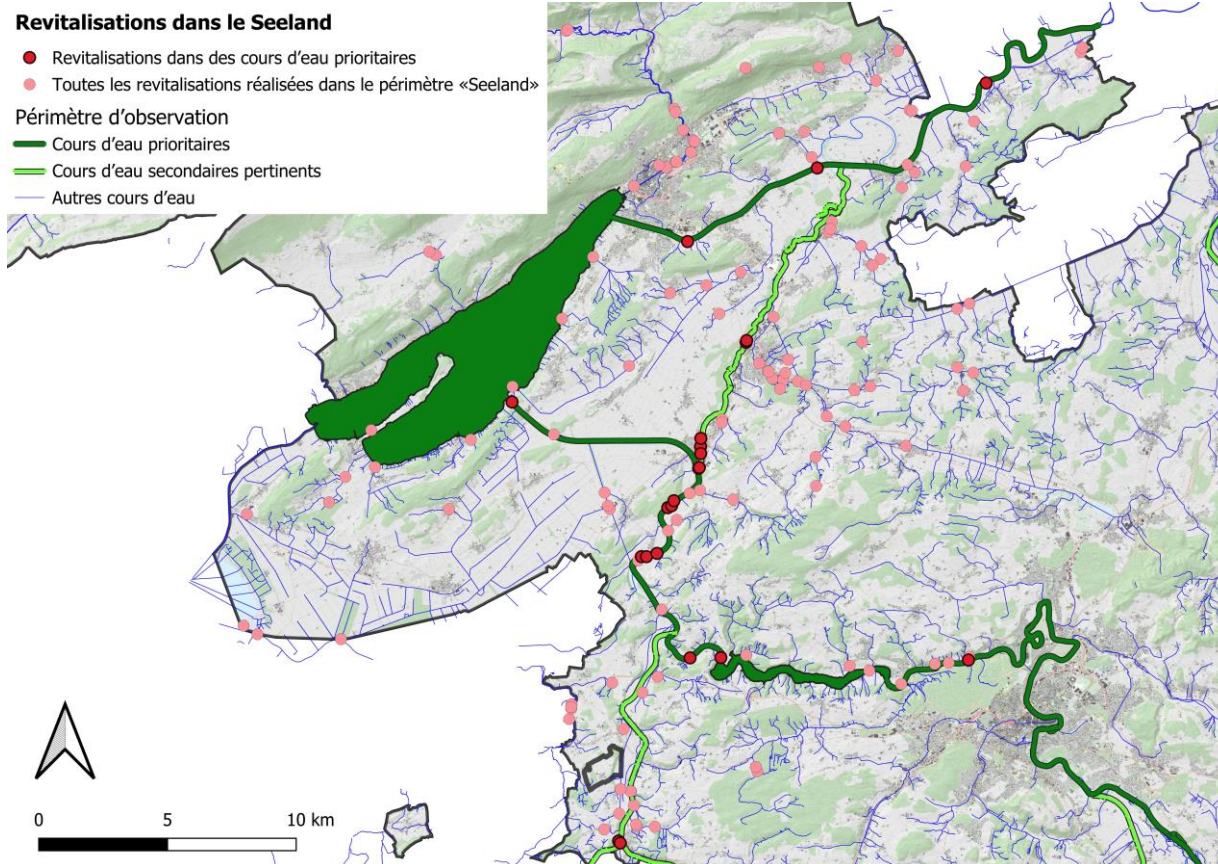 Revitalisations dans le Seeland
Revitalisations dans des cours d'eau prioritaires
Toutes les revitalisations réalisées dans le périmètre «Seeland»
Périmètre d'observation
Cours d'eau prioritaires
Cours d'eau secondaires pertinents
Autres cours d'eau
0 5 10 km